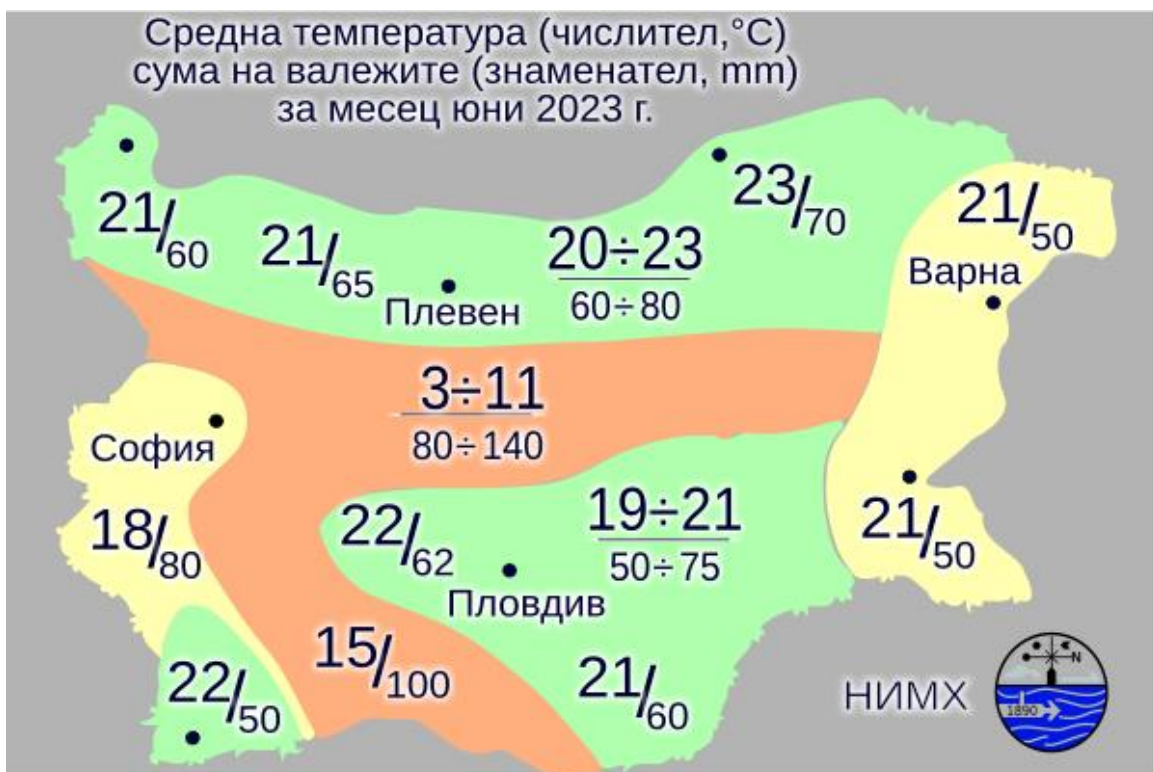 Средна температура (числител,°C)
сума на валежите (знаменател, mm)
за месец юни 2023 г.
21/60
21/65
Плевен
20÷23
60÷80
23/70
21/50
Варна
3÷11
80÷140
София
18/80
22/62
Пловдив
19÷21
50÷75
21/50
15/100
21/60
22/50
НИМХ
N
1890